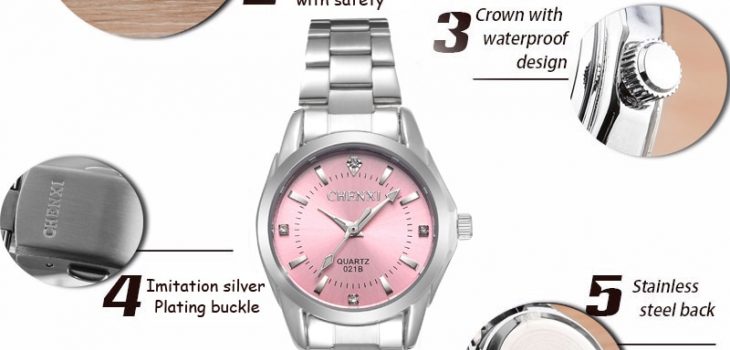 2
with safety
3
Crown with
waterproof
design
CHENXI
QUARTZ
021B
CHENXI
4
Imitation silver
Plating buckle
5
Stainless
steel back